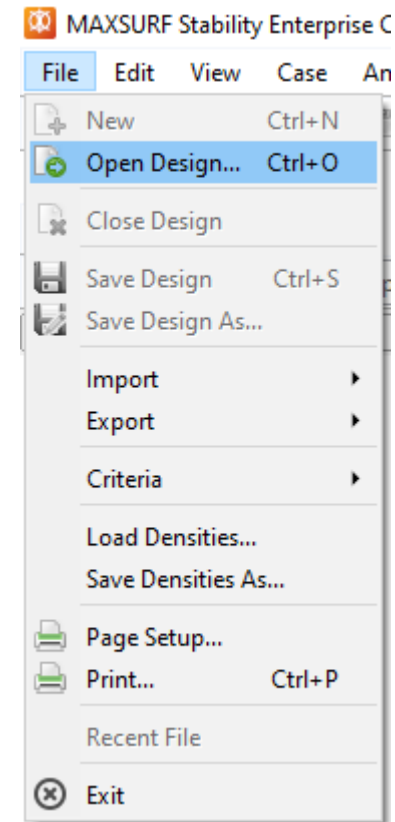 MAXSURF Stability Enterprise C
File Edit View Case An
New Ctrl+N
Open Design... Ctrl+O
Close Design
Save Design Ctrl+S
Save Design As...
Import
Export
Criteria
Load Densities...
Save Densities As...
Page Setup...
Print... Ctrl+P
Recent File
Exit